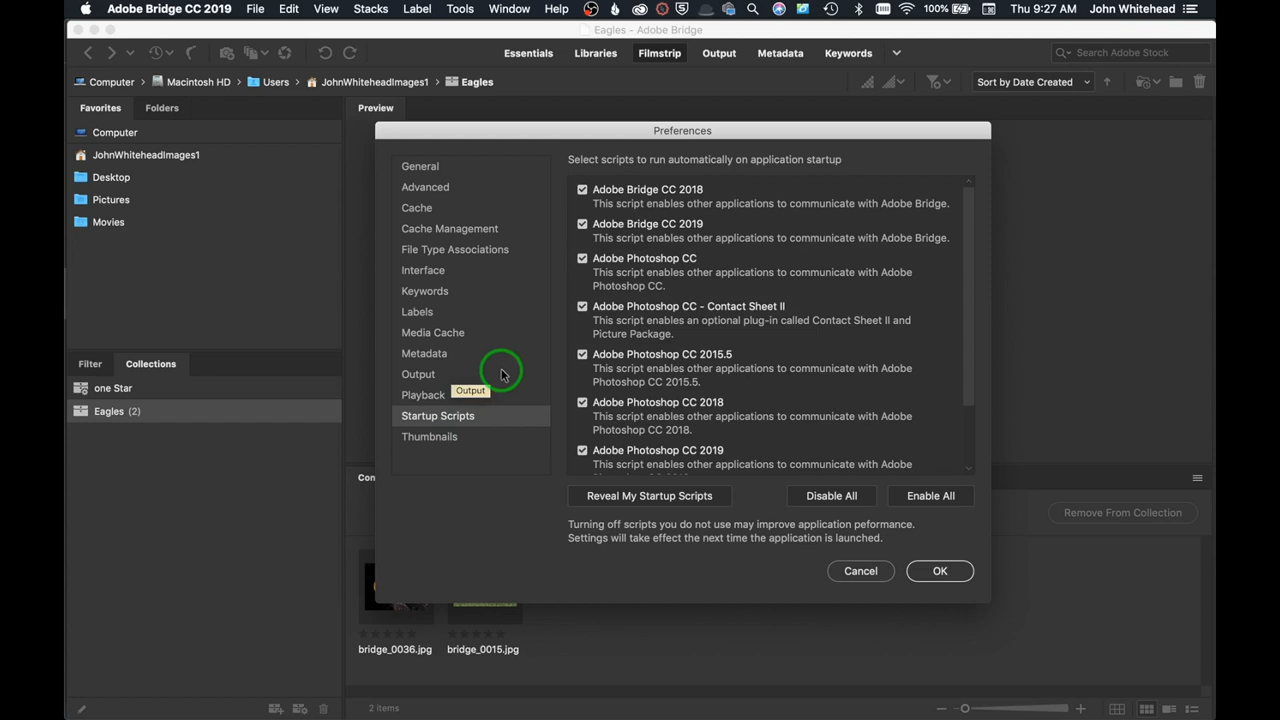 Adobe Bridge CC 2019 File Edit View Stacks Label Tools Window Help 100% Thu 9:27 AM John Whitehead
Eagles - Adobe Bridge
Essentials Libraries Filmstrip Output Metadata Keywords Search Adobe Stock
Computer Macintosh HD Users JohnWhiteheadImages1 Eagles Sort by Date Created
Favorites Folders Preview
Computer
JohnWhiteheadImages1
Desktop
Pictures
Movies
Filter Collections
one Star
Eagles (2)
Preferences
General
Advanced
Cache
Cache Management
File Type Associations
Interface
Keywords
Labels
Media Cache
Metadata
Output
Playback
Output
Startup Scripts
Thumbnails
Select scripts to run automatically on application startup
Adobe Bridge CC 2018
This script enables other applications to communicate with Adobe Bridge.
Adobe Bridge CC 2019
This script enables other applications to communicate with Adobe Bridge.
Adobe Photoshop CC
This script enables other applications to communicate with Adobe
Photoshop CC.
Adobe Photoshop CC - Contact Sheet II
This script enables an optional plug-in called Contact Sheet II and
Picture Package.
Adobe Photoshop CC 2015.5
This script enables other applications to communicate with Adobe
Photoshop CC 2015.5.
Adobe Photoshop CC 2018
This script enables other applications to communicate with Adobe
Photoshop CC 2018.
Adobe Photoshop CC 2019
This script enables other applications to communicate with Adobe
Reveal My Startup Scripts Disable All Enable All
Turning off scripts you do not use may improve application peformance.
Settings will take effect the next time the application is launched.
Cancel OK
Con
Remove From Collection
bridge_0036.jpg bridge_0015.jpg
2 items